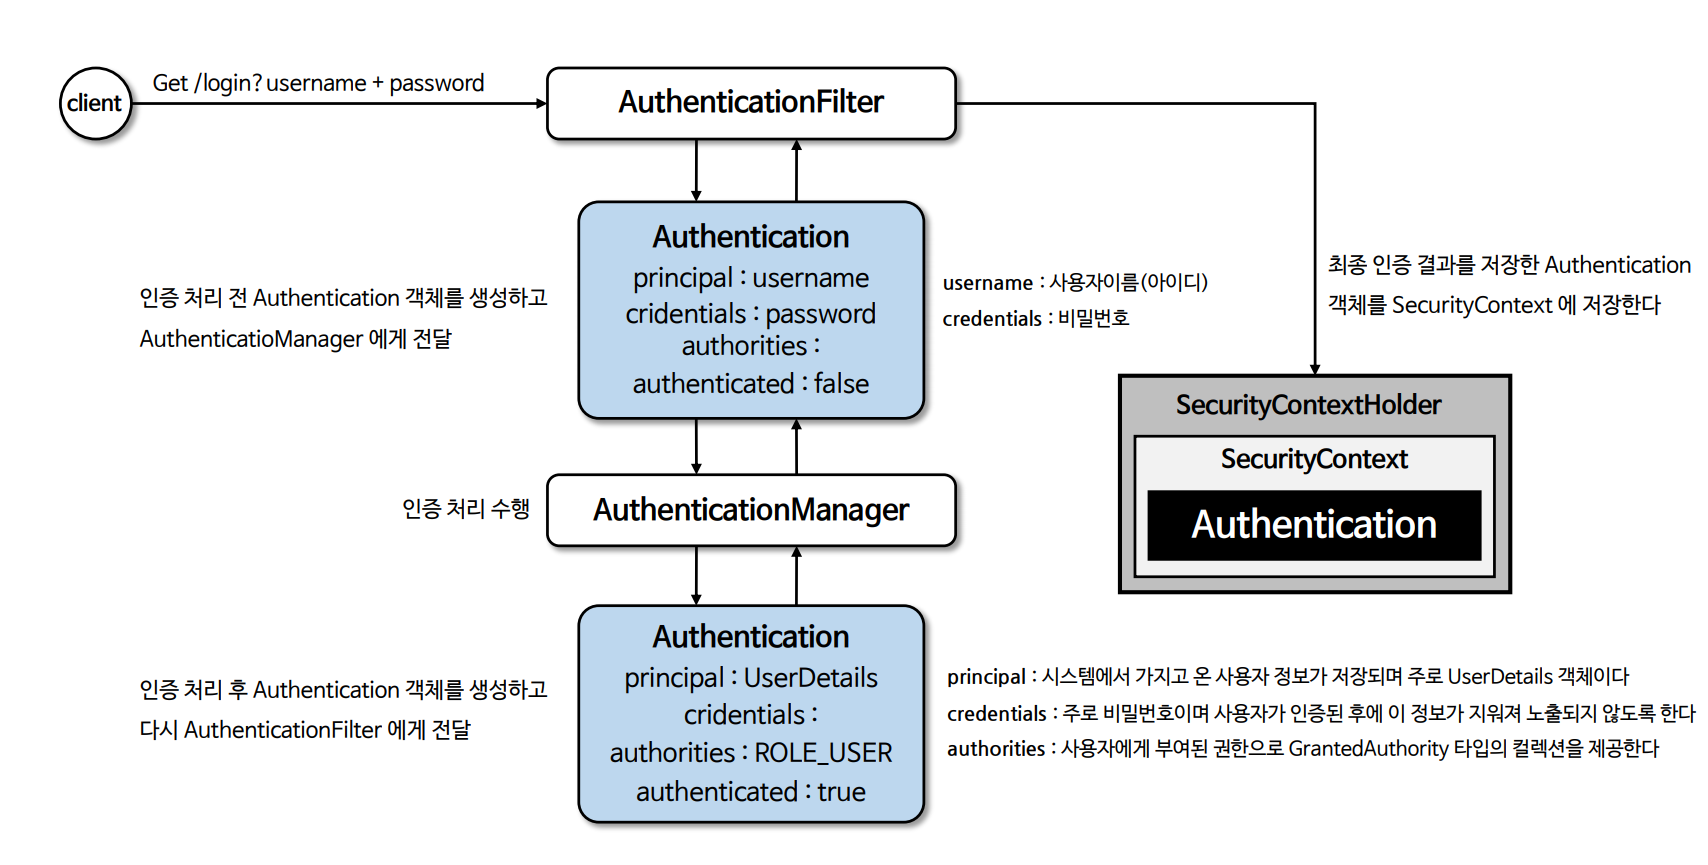 client
Get /login? username + password
AuthenticationFilter
Authentication
principal : username
cridentials : password
authorities :
authenticated : false
인증 처리 전 Authentication 객체를 생성하고
AuthenticatioManager 에게 전달
username : 사용자이름(아이디)
credentials : 비밀번호
최종 인증 결과를 저장한 Authentication
객체를 SecurityContext 에 저장한다
SecurityContextHolder
SecurityContext
Authentication
인증 처리 수행
AuthenticationManager
Authentication
principal : UserDetails
cridentials :
authorities : ROLE_USER
authenticated : true
인증 처리 후 Authentication 객체를 생성하고
다시 AuthenticationFilter 에게 전달
principal : 시스템에서 가지고 온 사용자 정보가 저장되며 주로 UserDetails 객체이다
credentials : 주로 비밀번호이며 사용자가 인증된 후에 이 정보가 지워져 노출되지 않도록 한다
authorities : 사용자에게 부여된 권한으로 GrantedAuthority 타입의 컬렉션을 제공한다